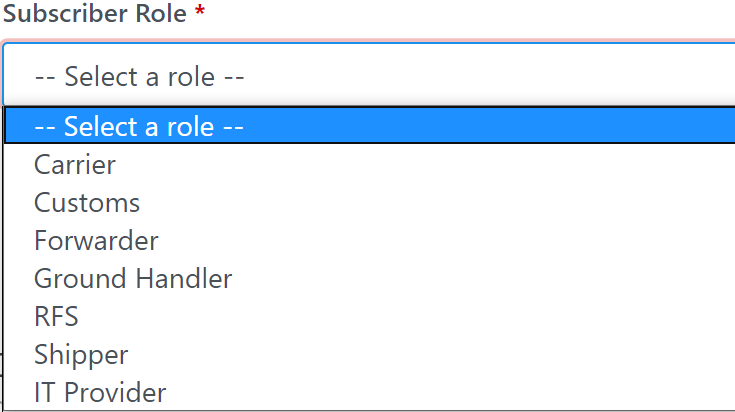 Subscriber Role *
-- Select a role --
-- Select a role --
Carrier
Customs
Forwarder
Ground Handler
RFS
Shipper
IT Provider